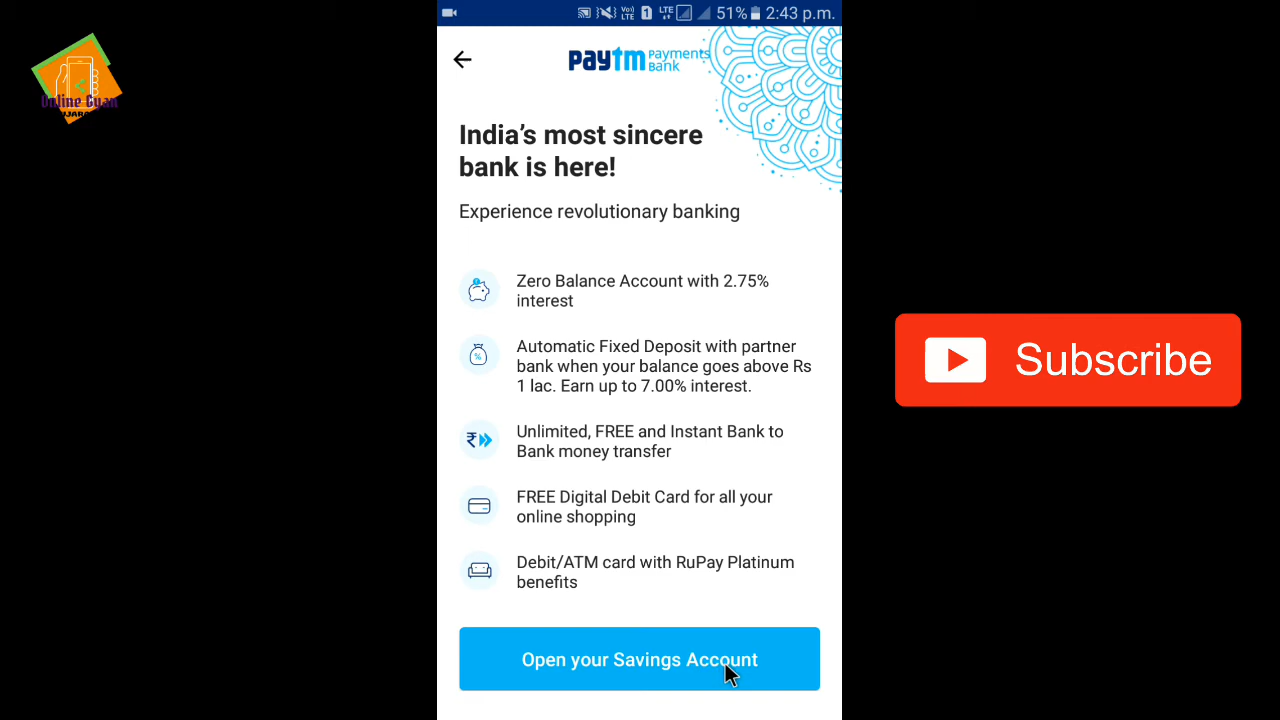 Online Gyan
51% 2:43 p.m.
paytm Payments Bank
India's most sincere
bank is here!
Experience revolutionary banking
Zero Balance Account with 2.75%
interest
Automatic Fixed Deposit with partner
bank when your balance goes above Rs
1 lac. Earn up to 7.00% interest.
Unlimited, FREE and Instant Bank to
Bank money transfer
FREE Digital Debit Card for all your
online shopping
Debit/ATM card with RuPay Platinum
benefits
Open your Savings Account
Subscribe